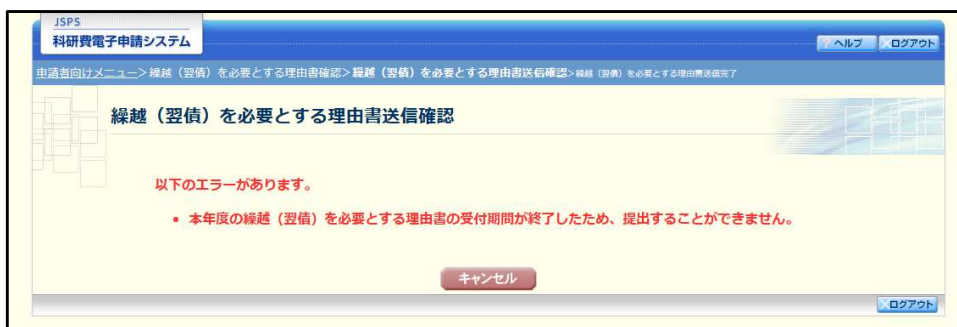 JSPS
科研費電子申請システム
ヘルプ ログアウト
申請者向けメニュー>繰越（翌債）を必要とする理由書確認>繰越（翌債）を必要とする理由書送信確認>繰越（翌債）を必要とする理由書送信完了
繰越（翌債）を必要とする理由書送信確認
以下のエラーがあります。
• 本年度の繰越（翌債）を必要とする理由書の受付期間が終了したため、提出することができません。
キャンセル
ログアウト